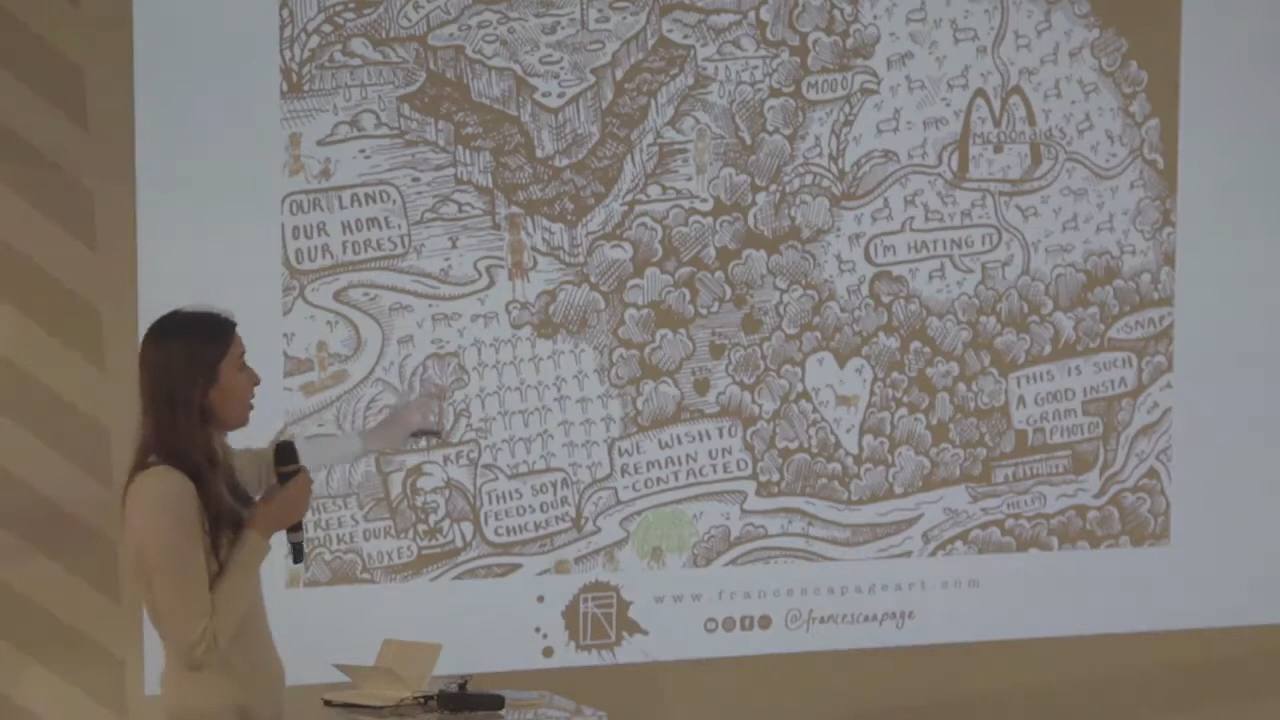 MOOO
McDonald's
OUR LAND,
OUR HOME,
OUR FOREST
I'M HATING IT
SNAP
THIS IS SUCH
A GOOD INSTA
GRAM
PHOTO!
WE WISH TO
REMAIN UN
-CONTACTED
KFC
THIS SOYA
FEEDS OUR
CHICKENS
HESE
TREES
MAKE OUR
BOXES
HELP!
www.francescapageart.com
@francescaapage